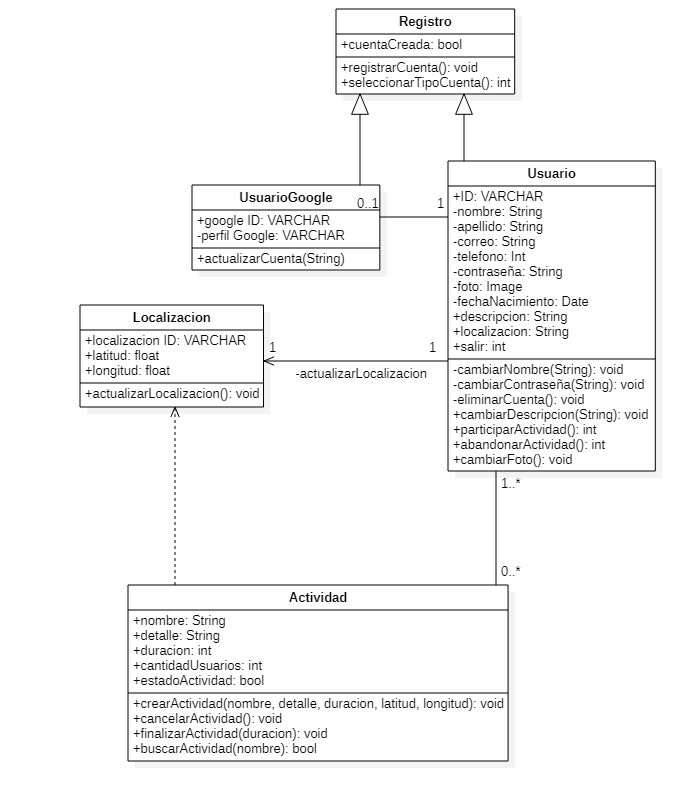 Registro
+cuentaCreada: bool
+registrarCuenta(): void
+seleccionarTipoCuenta(): int
Usuario
+ID: VARCHAR
-nombre: String
-apellido: String
-correo: String
-telefono: Int
-contraseña: String
-foto: Image
-fechaNacimiento: Date
+descripcion: String
+localizacion: String
+salir: int
-cambiarNombre(String): void
-cambiarContraseña(String): void
-eliminarCuenta(): void
+cambiarDescripcion(String): void
+participarActividad(): int
+abandonarActividad(): int
+cambiarFoto(): void
UsuarioGoogle
+google ID: VARCHAR
-perfil Google: VARCHAR
+actualizarCuenta(String)
0..1
1
Localizacion
+localizacion ID: VARCHAR
+latitud: float
+longitud: float
+actualizarLocalizacion(): void
1
1
-actualizarLocalizacion
1..*
0..*
Actividad
+nombre: String
+detalle: String
+duracion: int
+cantidadUsuarios: int
+estadoActividad: bool
+crearActividad(nombre, detalle, duracion, latitud, longitud): void
+cancelarActividad(): void
+finalizarActividad(duracion): void
+buscarActividad(nombre): bool